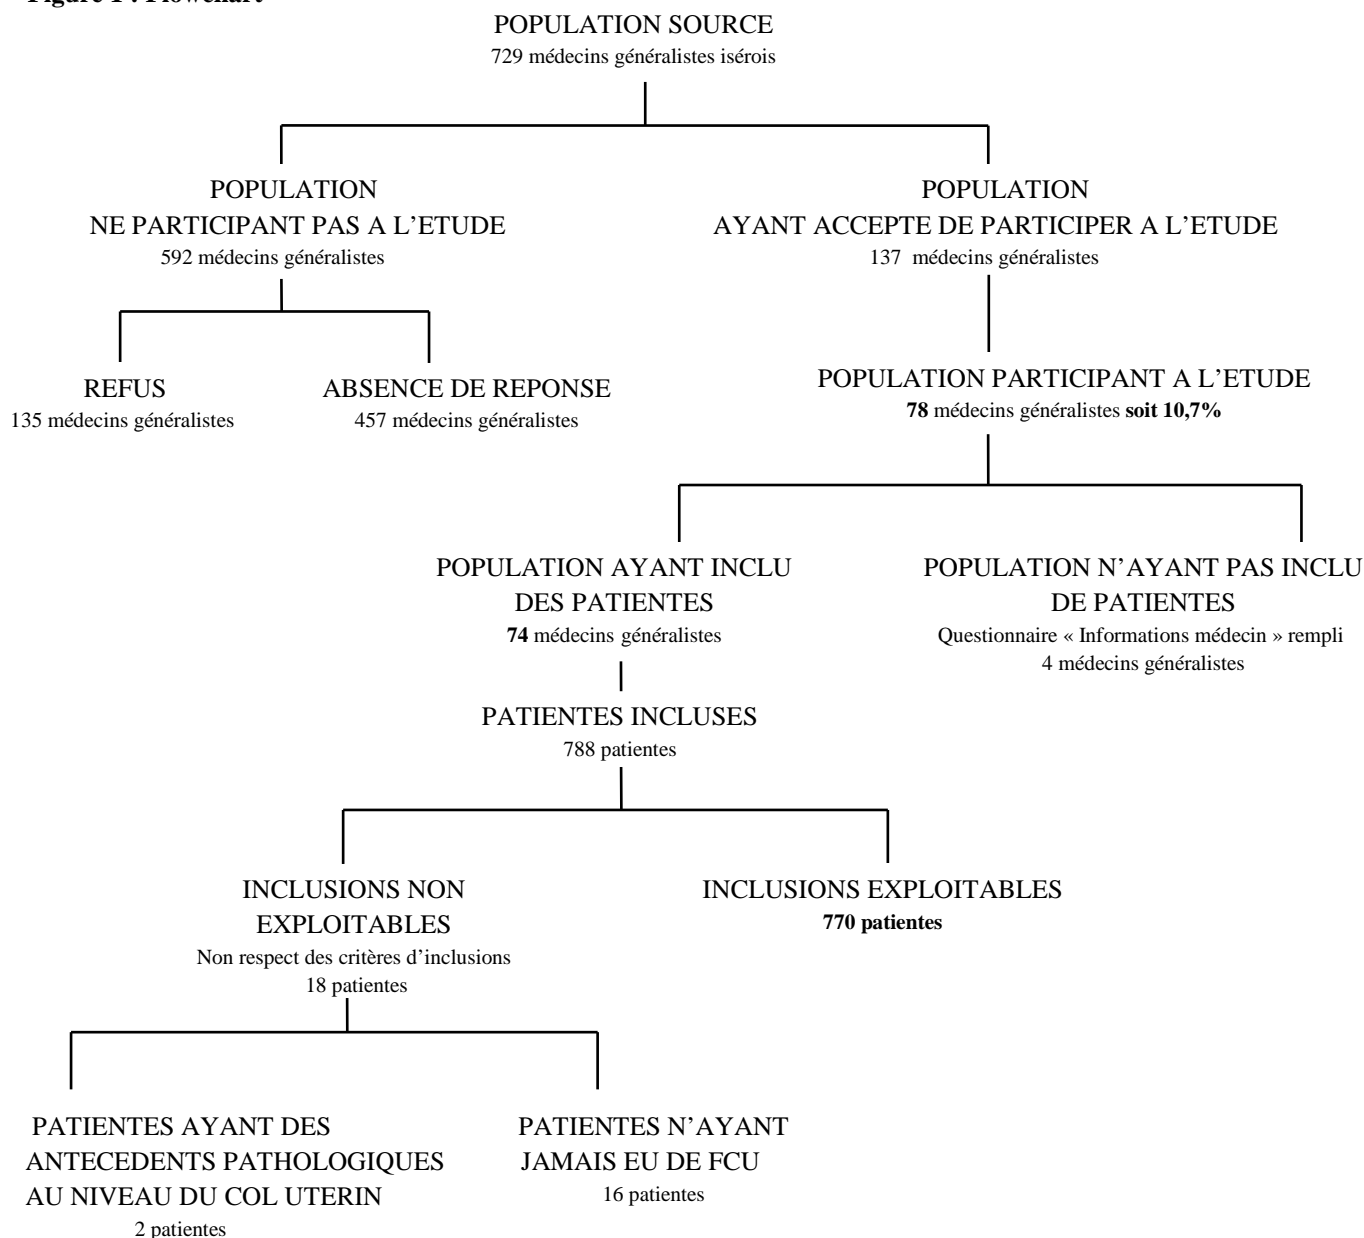 Figure 1 : Flowchart
POPULATION SOURCE
729 médecins généralistes isérois
POPULATION
NE PARTICIPANT PAS A L’ETUDE
592 médecins généralistes
POPULATION
AYANT ACCEPTE DE PARTICIPER A L’ETUDE
137 médecins généralistes
REFUS
135 médecins généralistes
ABSENCE DE REPONSE
457 médecins généralistes
POPULATION PARTICIPANT A L’ETUDE
78 médecins généralistes soit 10,7%
POPULATION AYANT INCLU
DES PATIENTES
74 médecins généralistes
POPULATION N’AYANT PAS INCLU
DE PATIENTES
Questionnaire « Informations médecin » rempli
4 médecins généralistes
PATIENTES INCLUSES
788 patientes
INCLUSIONS NON
EXPLOITABLES
Non respect des critères d’inclusions
18 patientes
INCLUSIONS EXPLOITABLES
770 patientes
PATIENTES AYANT DES
ANTECEDENTS PATHOLOGIQUES
AU NIVEAU DU COL UTERIN
2 patientes
PATIENTES N’AYANT
JAMAIS EU DE FCU
16 patientes